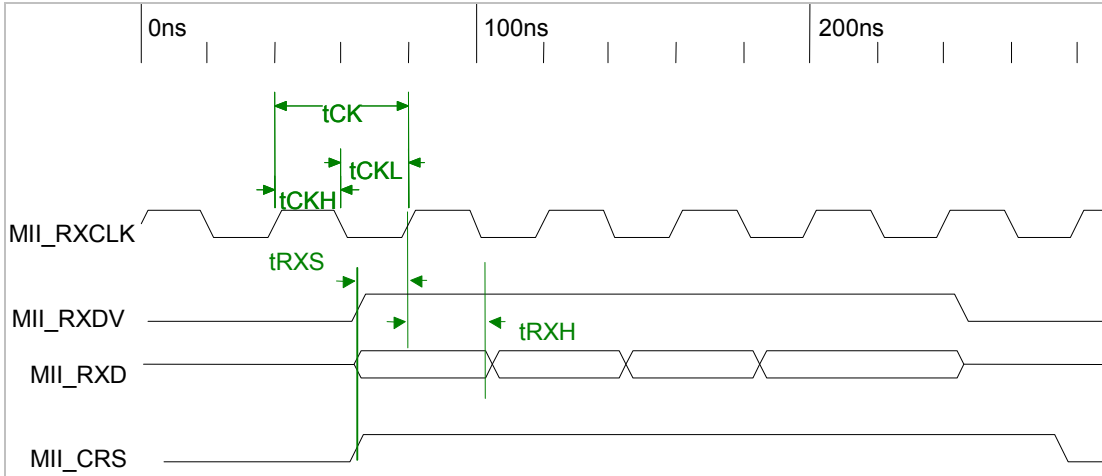 0ns 100ns 200ns
tCK
tCKL
tCKH
MII_RXCLK
tRXS
MII_RXDV
tRXH
MII_RXD
MII_CRS